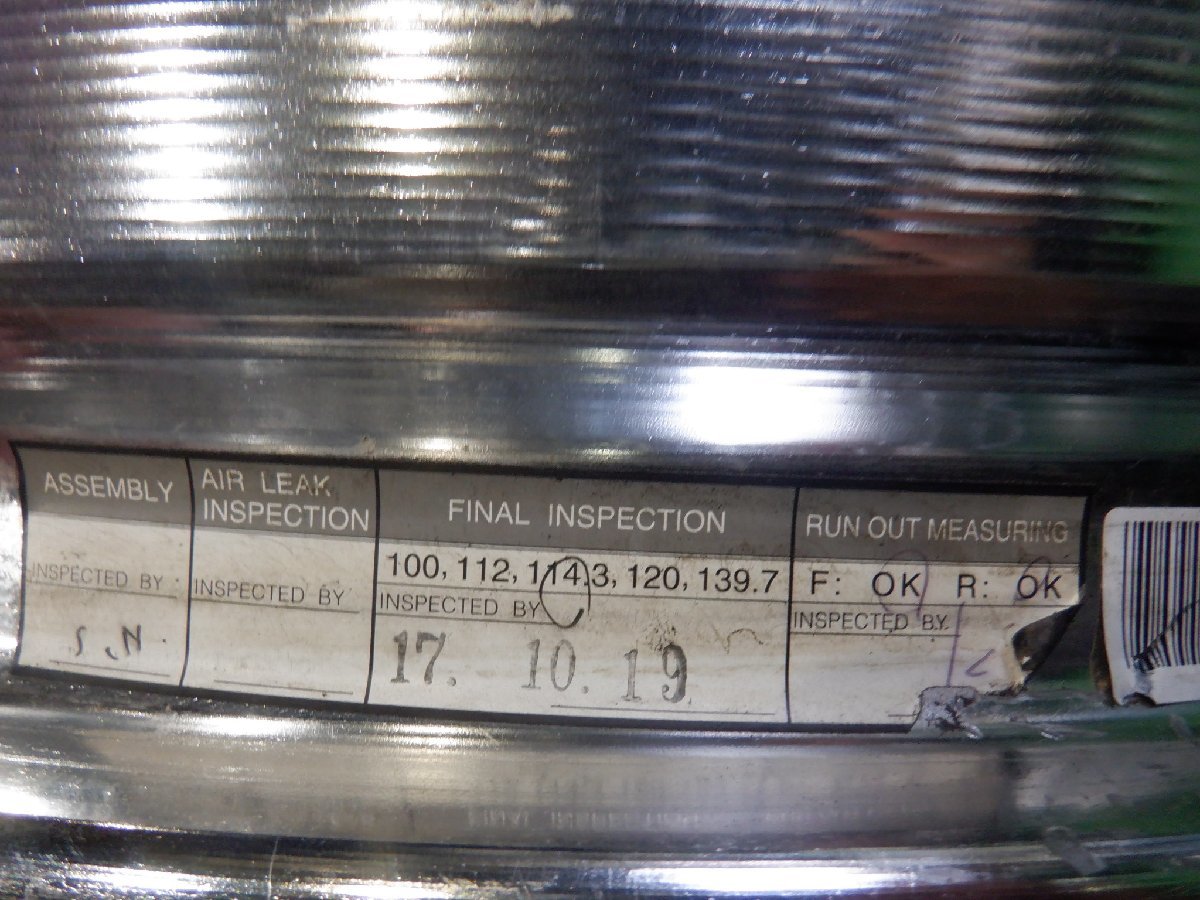 ASSEMBLY
INSPECTED BY :
S.N.
AIR LEAK
INSPECTION
INSPECTED BY
FINAL INSPECTION
100, 112, 114.3, 120, 139.7
INSPECTED BY
17. 10. 19
RUN OUT MEASURING
F: OK R: OK
INSPECTED BY